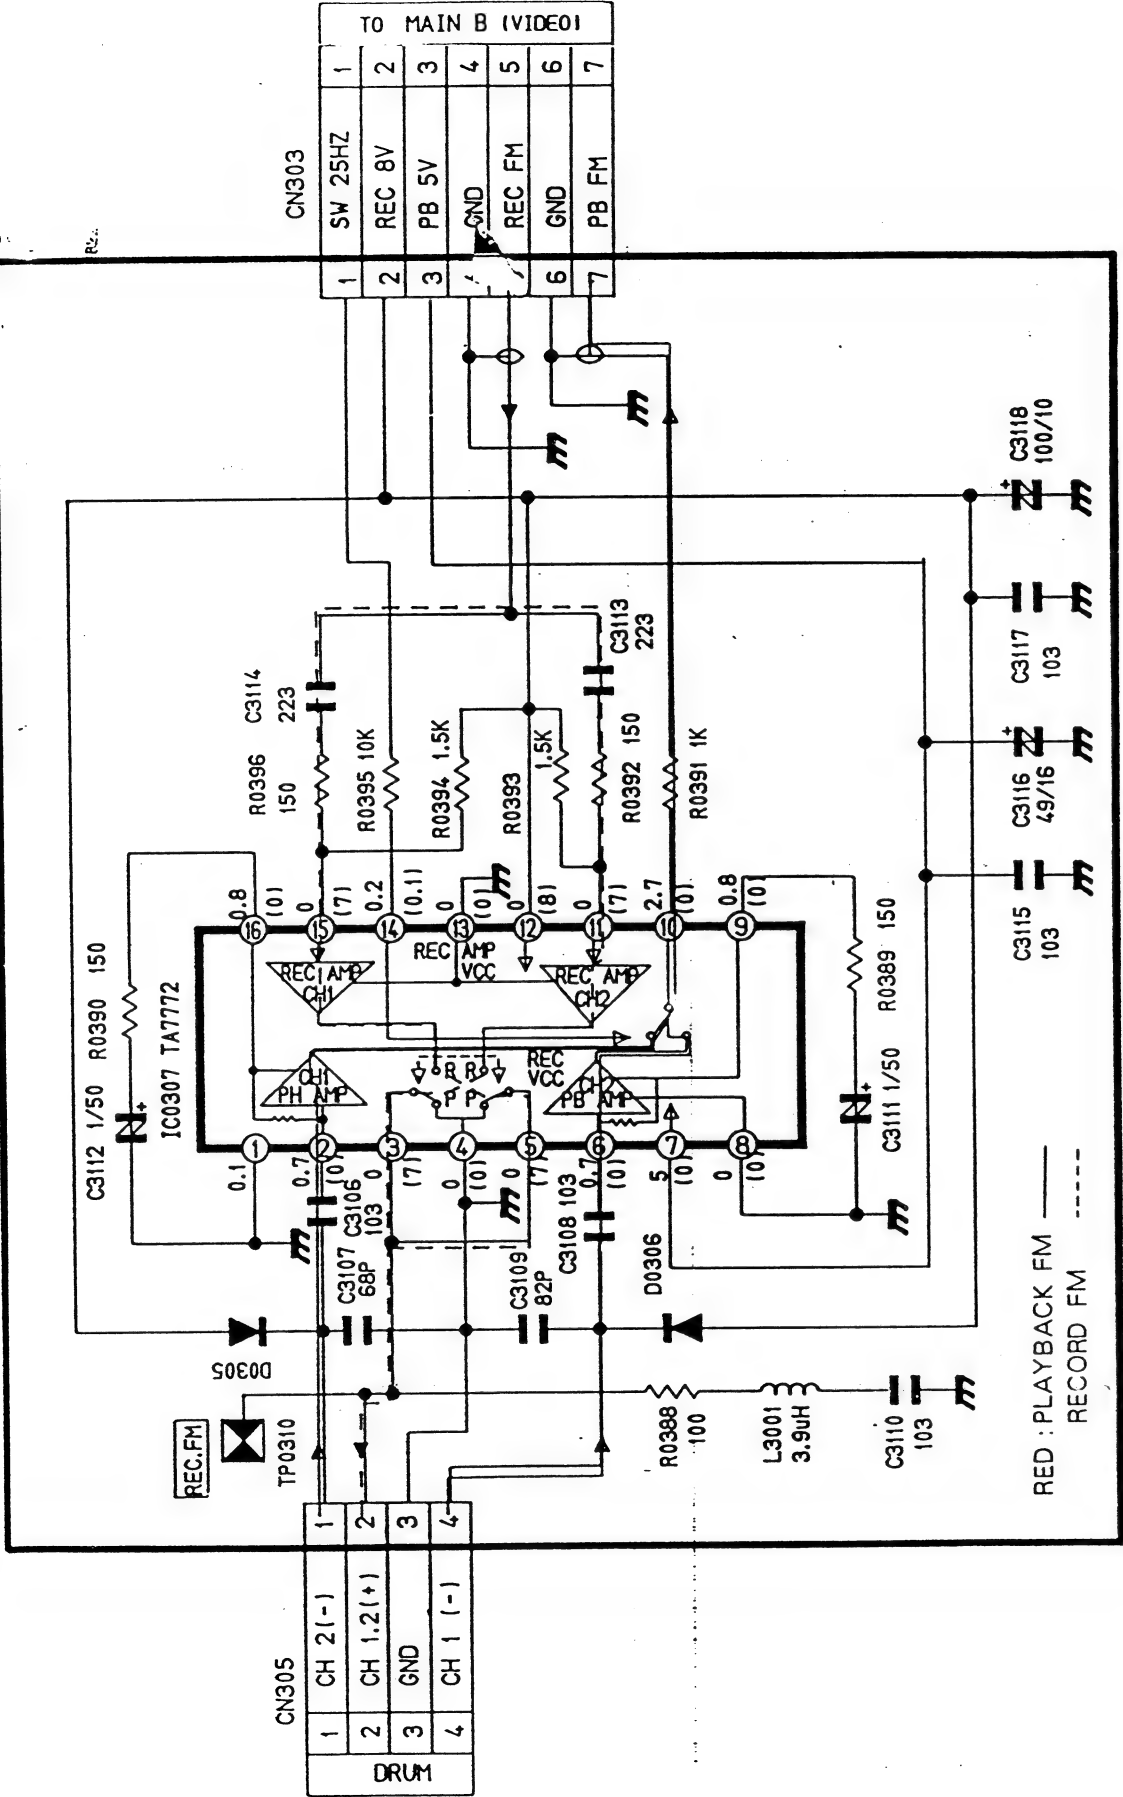 TO MAIN B (VIDEO)
1 2 3 4 5 6 7
CN303
SW 25HZ
REC 8V
PB 5V
GND
REC FM
GND
PB FM
1 2 3 6 7
C3118
100/10
C3117
103
C3116
49/16
C3115
103
C3114
223
C3113
223
R0396
150
R0395 10K
R0394 1.5K
R0393
1.5K
R0392 150
R0391 1K
R0390 150
C3112 1/50
IC0307 TA7772
0.8
(0)
0
(7)
0.2
(0.1)
0
(0)
0
(8)
0
(7)
2.7
(0)
0.8
(0)
16 15 14 13 12 11 10 9
REC AMP
CH1
REC AMP
VCC
REC AMP
CH2
CH1
PH AMP
R R
P P
REC
VCC
CH2
PB AMP
1 2 3 4 5 6 7 8
0.1
0.7
(0)
0
(7)
0
(0)
0
(7)
0.7
(0)
5
(0)
0
(0)
R0389 150
C3111 1/50
C3106
103
C3107
68P
C3109
82P
C3108 103
D0306
D0305
REC.FM
TP0310
R0388
100
L3001
3.9uH
C3110
103
RED : PLAYBACK FM
RECORD FM
1 2 3 4
CN305
CH 2(-)
CH 1.2(+)
GND
CH 1 (-)
1 2 3 4
DRUM